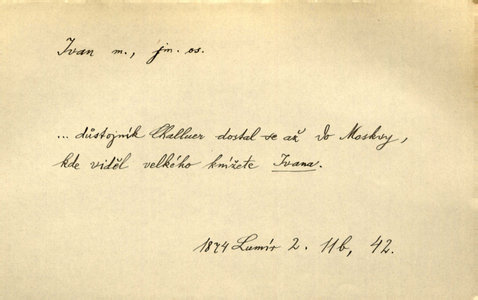 Ivan m., jm. os.
... důstojník dostal se až do Moskvy,
kde viděl velkého knížete Ivana.
1874 Lumír 2. 11b, 42.